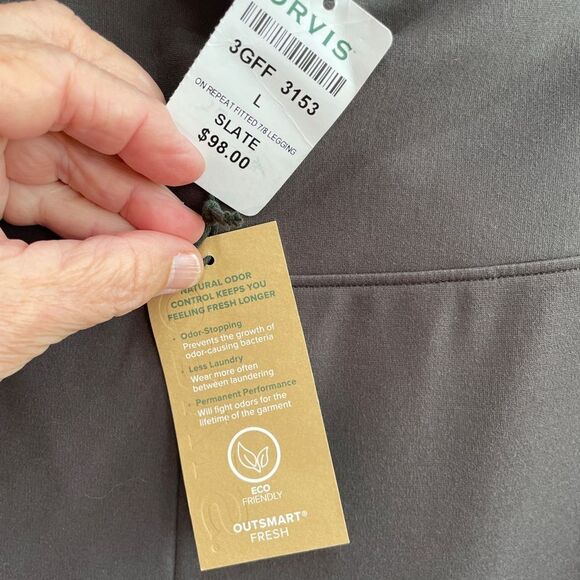 ORVIS
3GFF 3153
L
ON REPEAT FITTED 7/8 LEGGING
SLATE
$98.00
NATURAL ODOR
CONTROL KEEPS YOU
FEELING FRESH LONGER
• Odor-Stopping
Prevents the growth of
odor-causing bacteria
• Less Laundry
Wear more often
between laundering
• Permanent Performance
Will fight odors for the
lifetime of the garment
ECO
FRIENDLY
OUTSMART®
FRESH